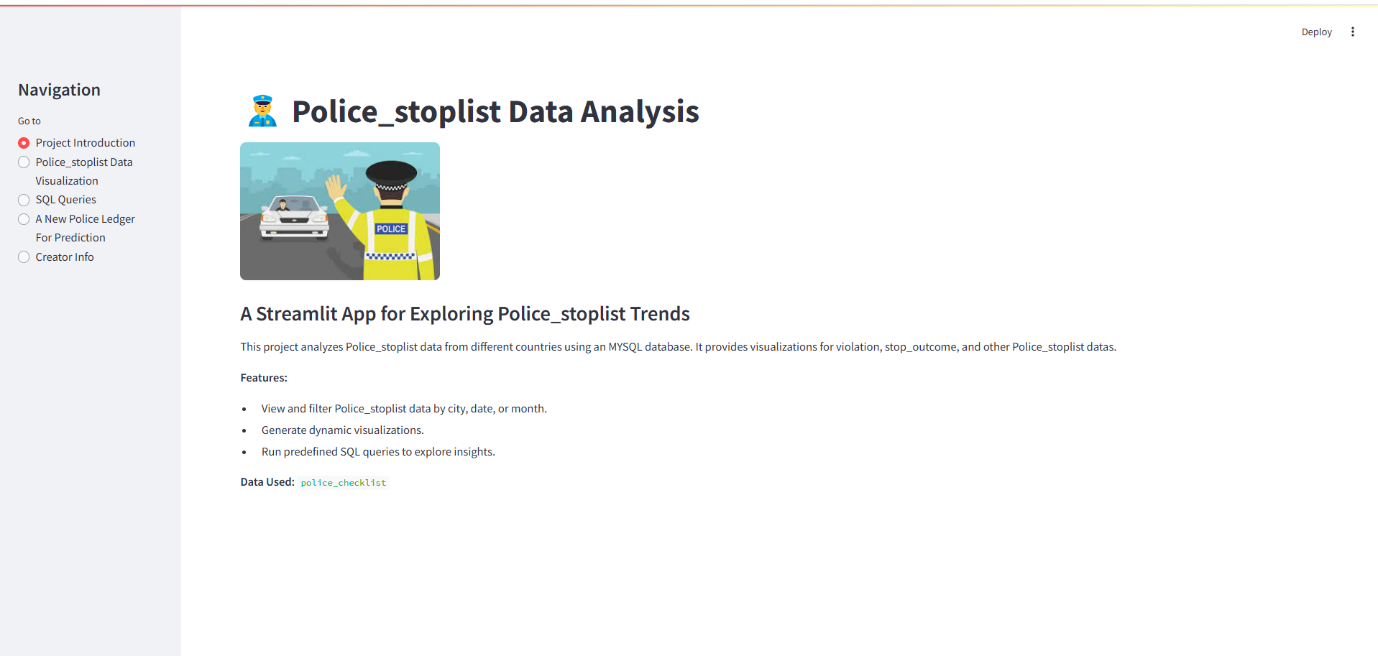 Deploy
Navigation
Go to
Project Introduction
Police_stoplist Data
Visualization
SQL Queries
A New Police Ledger
For Prediction
Creator Info
Police_stoplist Data Analysis
POLICE
A Streamlit App for Exploring Police_stoplist Trends
This project analyzes Police_stoplist data from different countries using an MYSQL database. It provides visualizations for violation, stop_outcome, and other Police_stoplist datas.
Features:
• View and filter Police_stoplist data by city, date, or month.
• Generate dynamic visualizations.
• Run predefined SQL queries to explore insights.
Data Used: police_checklist